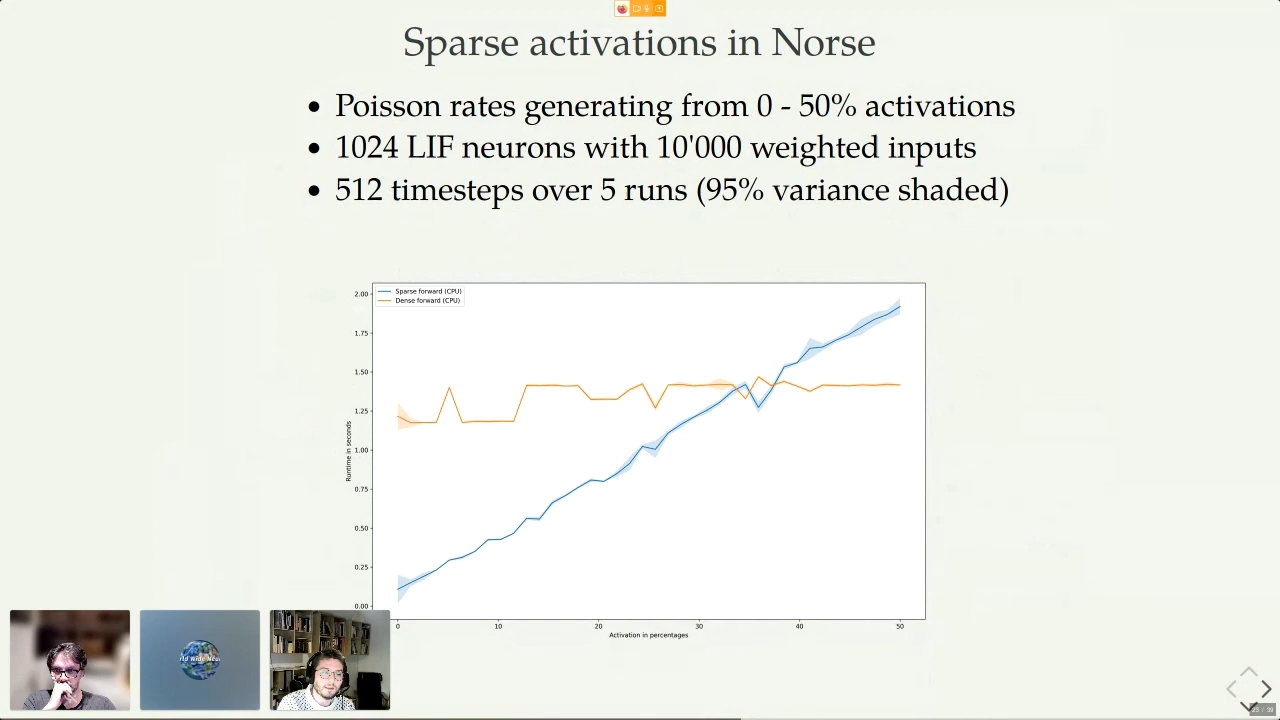 Sparse activations in Norse
• Poisson rates generating from 0 - 50% activations
• 1024 LIF neurons with 10'000 weighted inputs
• 512 timesteps over 5 runs (95% variance shaded)
Sparse forward (CPU)
Dense forward (CPU)
2.00
1.75
1.50
1.25
1.00
0.75
0.50
0.25
0.00
Runtime in seconds
0 10 20 30 40 50
Activation in percentages